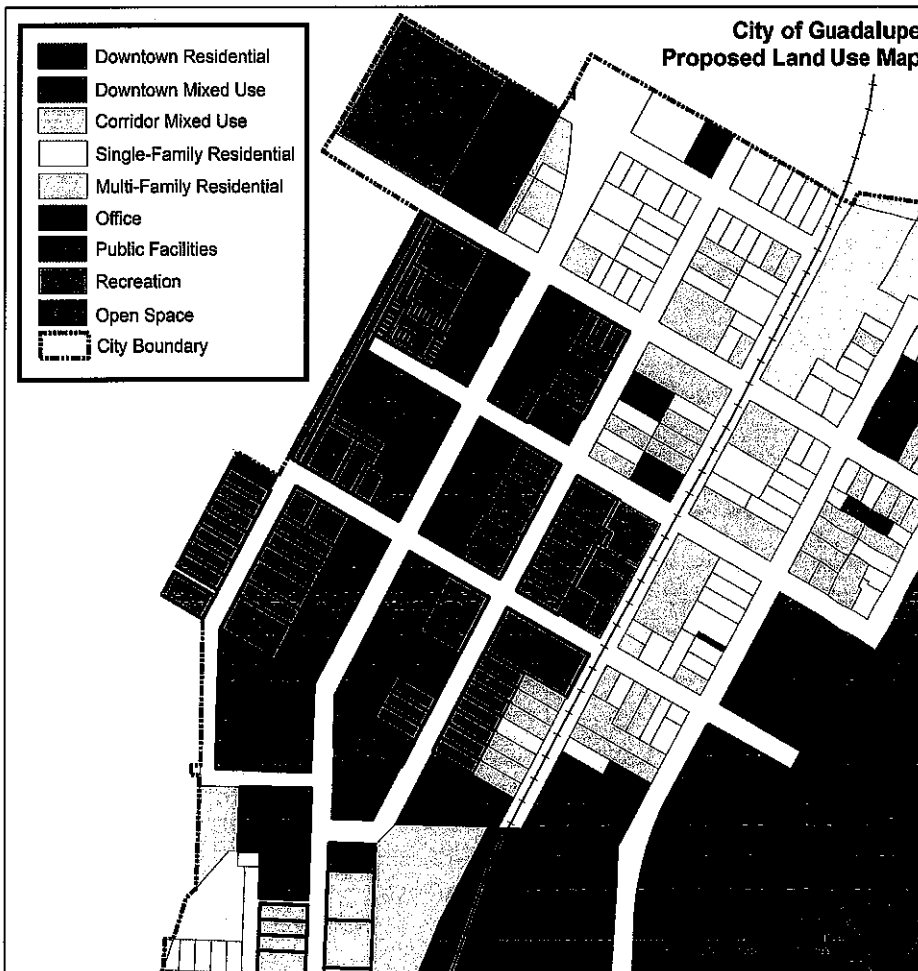 City of Guadalupe
Proposed Land Use Map
Downtown Residential
Downtown Mixed Use
Corridor Mixed Use
Single-Family Residential
Multi-Family Residential
Office
Public Facilities
Recreation
Open Space
City Boundary